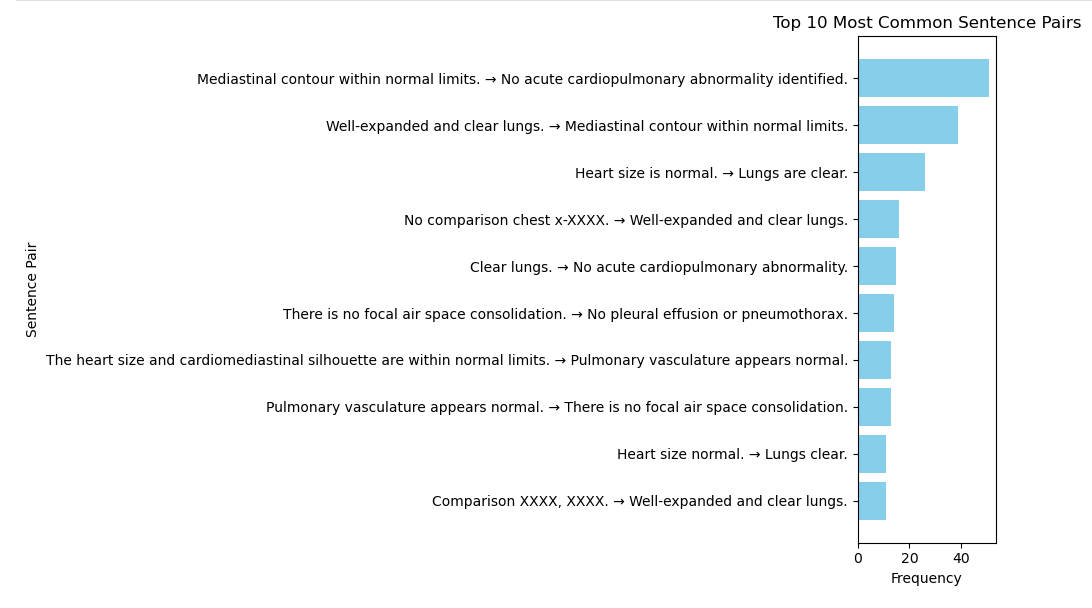 Top 10 Most Common Sentence Pairs
Mediastinal contour within normal limits. → No acute cardiopulmonary abnormality identified.
Well-expanded and clear lungs. → Mediastinal contour within normal limits.
Heart size is normal. → Lungs are clear.
No comparison chest x-XXXX. → Well-expanded and clear lungs.
Clear lungs. → No acute cardiopulmonary abnormality.
There is no focal air space consolidation. → No pleural effusion or pneumothorax.
The heart size and cardiomediastinal silhouette are within normal limits. → Pulmonary vasculature appears normal.
Pulmonary vasculature appears normal. → There is no focal air space consolidation.
Heart size normal. → Lungs clear.
Comparison XXXX, XXXX. → Well-expanded and clear lungs.
Sentence Pair
0 20 40
Frequency